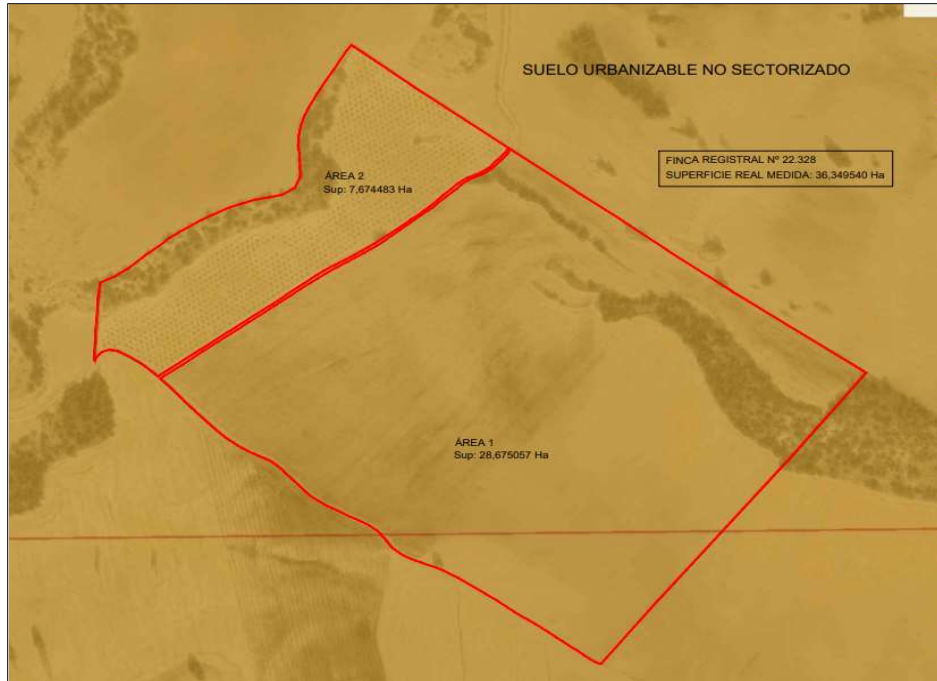 SUELO URBANIZABLE NO SECTORIZADO
FINCA REGISTRAL Nº 22.328
SUPERFICIE REAL MEDIDA: 36,349540 Ha
ÁREA 2
Sup: 7,674483 Ha
ÁREA 1
Sup: 28,675057 Ha